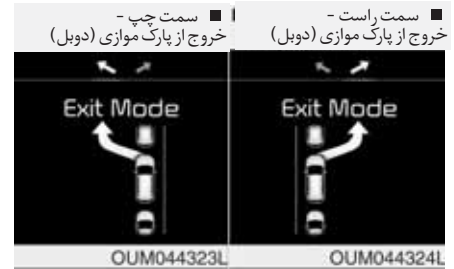 ■ سمت راست -
خروج از پارک موازی (دوبل)
Exit Mode
OUM044324L
■ سمت چپ -
خروج از پارک موازی (دوبل)
Exit Mode
OUM044323L